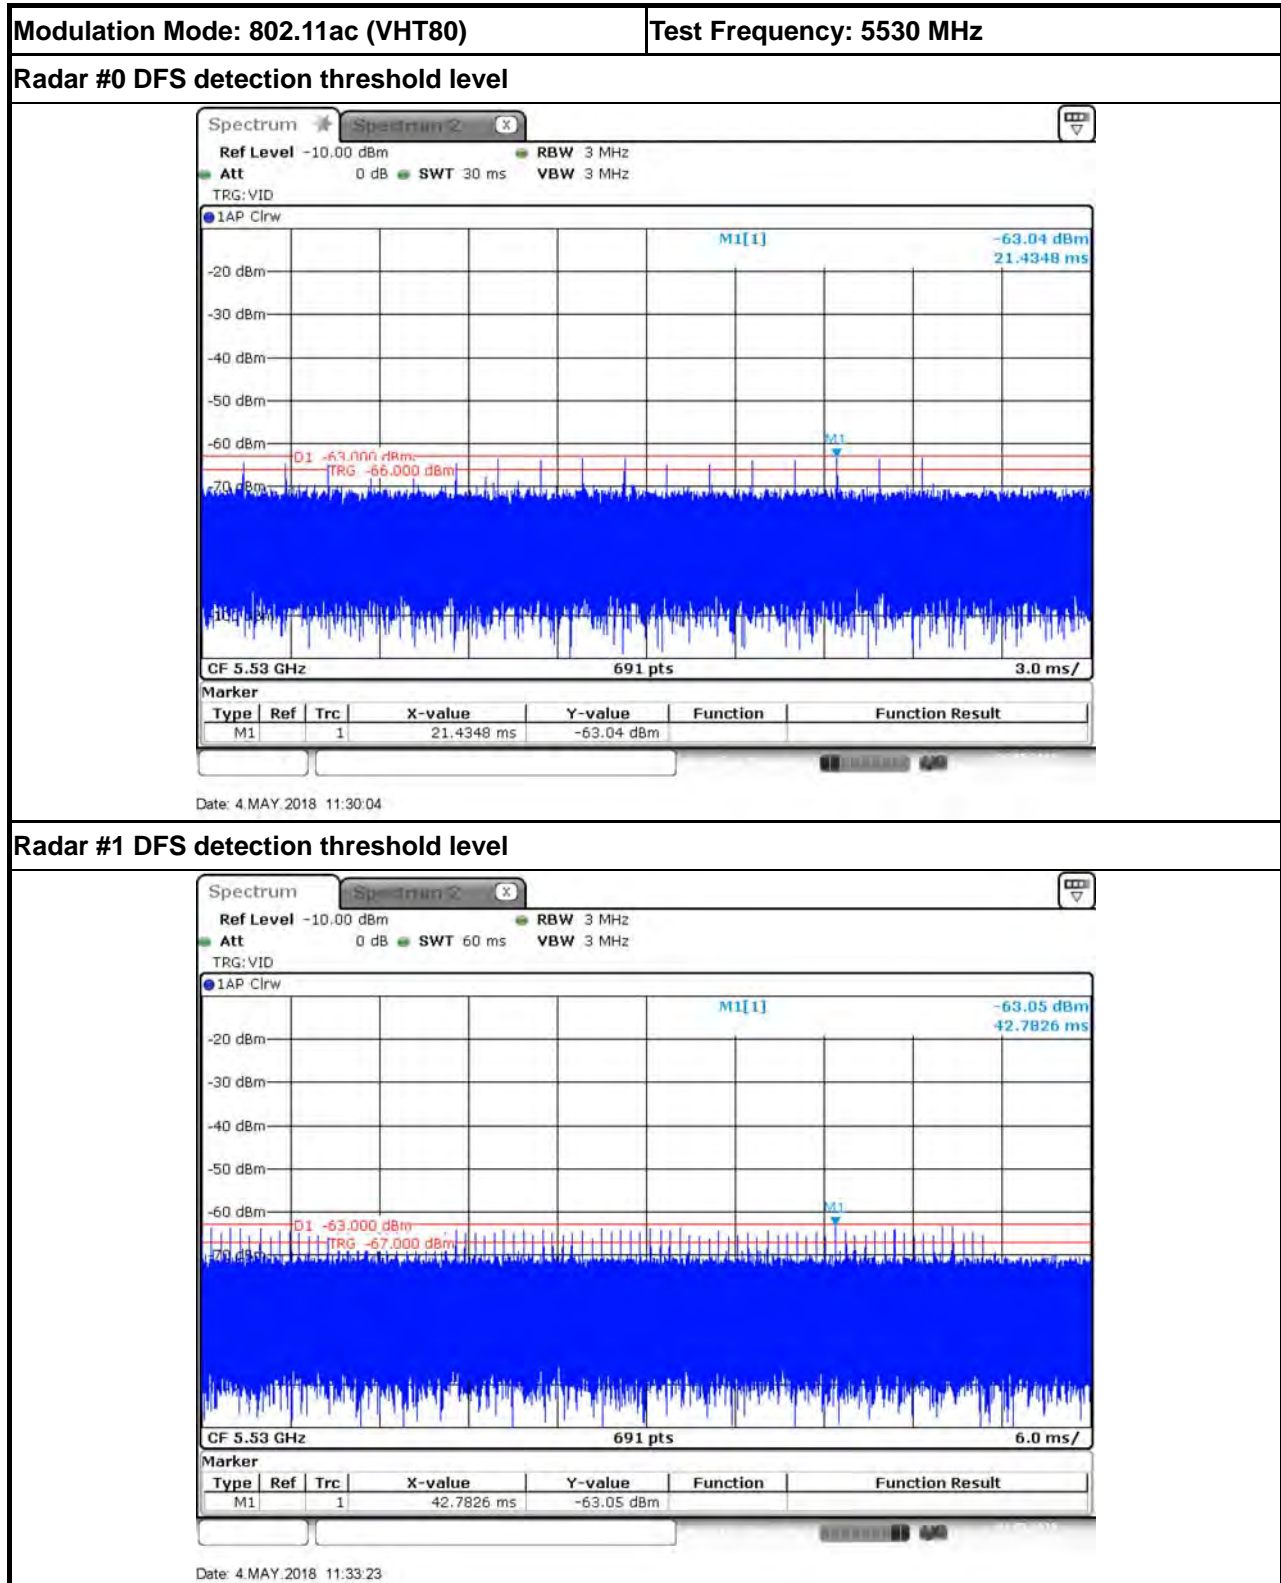 Modulation Mode: 802.11ac (VHT80) Test Frequency: 5530 MHz
Radar #0 DFS detection threshold level
Spectrum Spectrum 2 X
Ref Level -10.00 dBm RBW 3 MHz
Att 0 dB SWT 30 ms VBW 3 MHz
TRG:VID
1AP Clrw
M1[1] -63.04 dBm
21.4348 ms
-20 dBm
-30 dBm
-40 dBm
-50 dBm
-60 dBm
M1
D1 -63.000 dBm
TRG -66.000 dBm
-70 dBm
CF 5.53 GHz 691 pts 3.0 ms/
Marker
Type Ref Trc X-value Y-value Function Function Result
M1 1 21.4348 ms -63.04 dBm
Date: 4.MAY.2018 11:30:04
Radar #1 DFS detection threshold level
Spectrum Spectrum 2 X
Ref Level -10.00 dBm RBW 3 MHz
Att 0 dB SWT 60 ms VBW 3 MHz
TRG:VID
1AP Clrw
M1[1] -63.05 dBm
42.7826 ms
-20 dBm
-30 dBm
-40 dBm
-50 dBm
-60 dBm
M1
D1 -63.000 dBm
TRG -67.000 dBm
-70 dBm
CF 5.53 GHz 691 pts 6.0 ms/
Marker
Type Ref Trc X-value Y-value Function Function Result
M1 1 42.7826 ms -63.05 dBm
Date: 4.MAY.2018 11:33:23